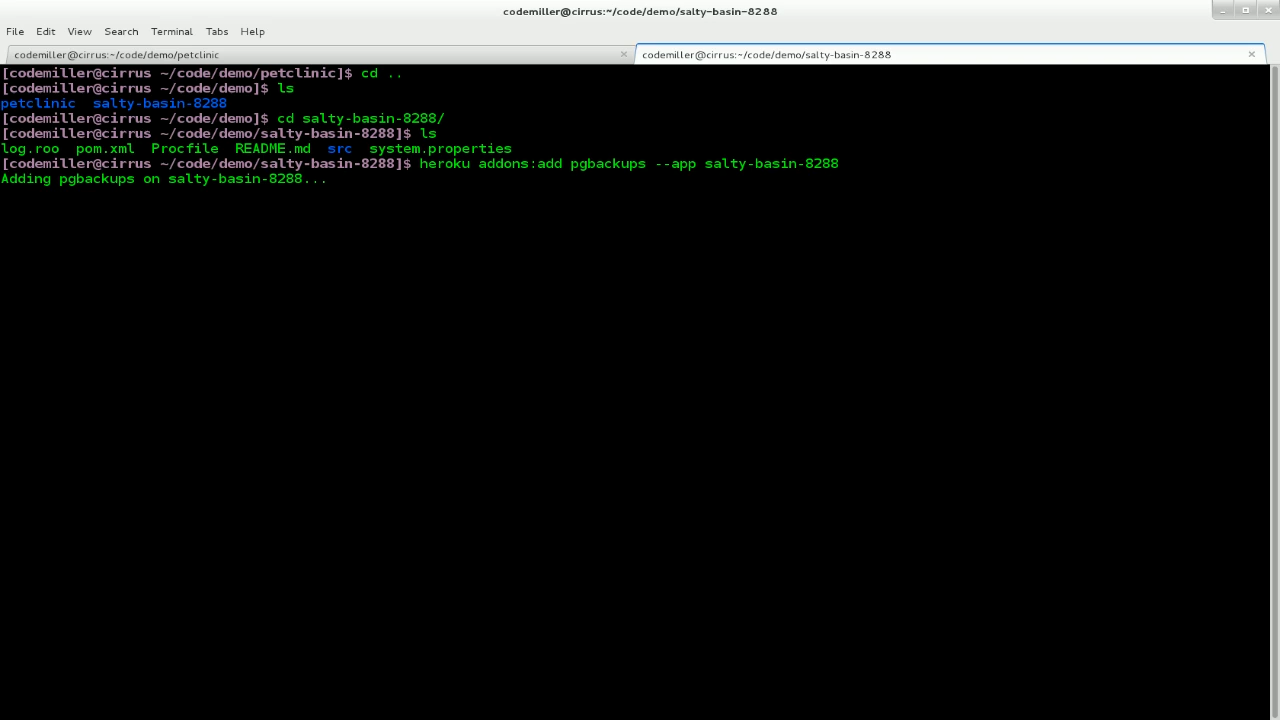 codemiller@cirrus:~/code/demo/salty-basin-8288
File Edit View Search Terminal Tabs Help
codemiller@cirrus:~/code/demo/petclinic codemiller@cirrus:~/code/demo/salty-basin-8288
[codemiller@cirrus ~/code/demo/petclinic]$ cd ..
[codemiller@cirrus ~/code/demo]$ ls
petclinic salty-basin-8288
[codemiller@cirrus ~/code/demo]$ cd salty-basin-8288/
[codemiller@cirrus ~/code/demo/salty-basin-8288]$ ls
log.roo pom.xml Procfile README.md src system.properties
[codemiller@cirrus ~/code/demo/salty-basin-8288]$ heroku addons:add pgbackups --app salty-basin-8288
Adding pgbackups on salty-basin-8288...